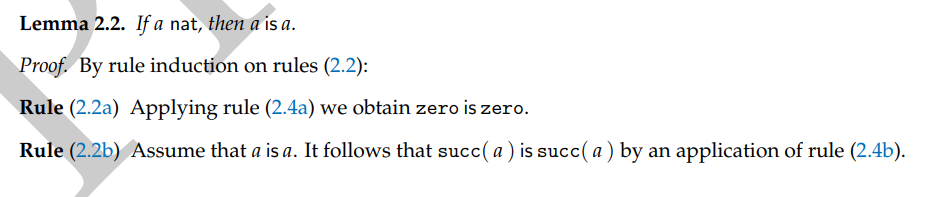 Lemma 2.2. If a nat, then a is a.
Proof. By rule induction on rules (2.2):
Rule (2.2a) Applying rule (2.4a) we obtain zero is zero.
Rule (2.2b) Assume that a is a. It follows that succ( a ) is succ( a ) by an application of rule (2.4b).